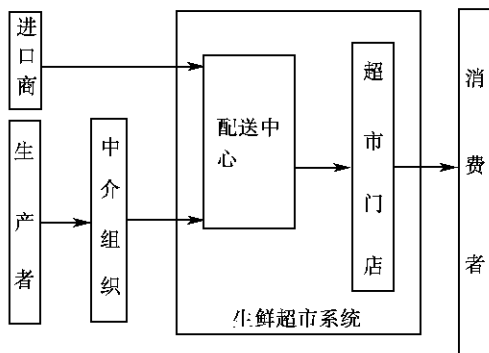 进口商
生产者
中介组织
配送中
心
超市门店
生鲜超市系统
消费者